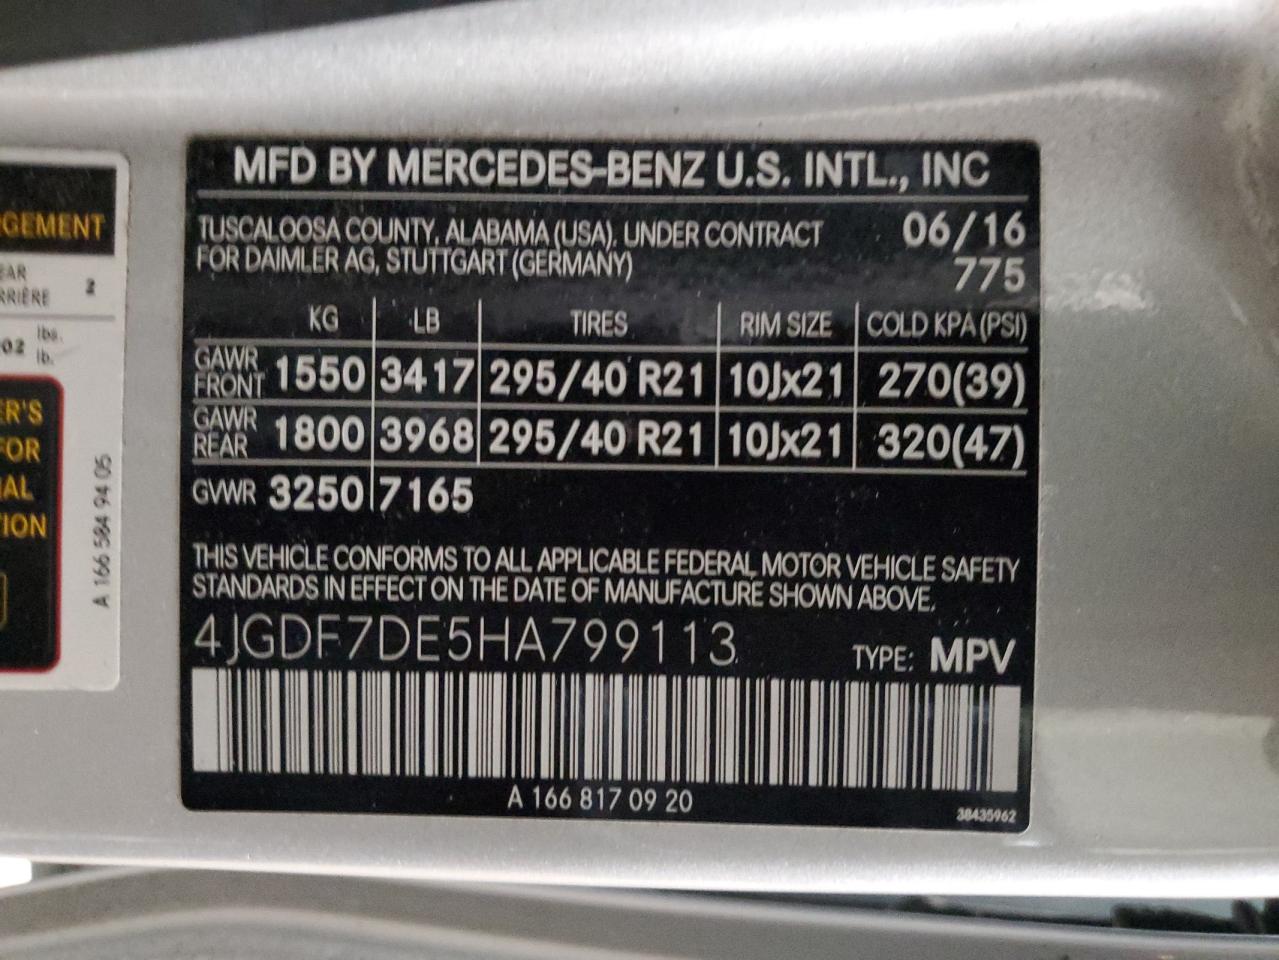 GEMENT
2
lbs.
lb.
ER'S
FOR
IAL
TION
A 166 584 94 05
MFD BY MERCEDES-BENZ U.S. INTL., INC
TUSCALOOSA COUNTY, ALABAMA (USA), UNDER CONTRACT 06/16
FOR DAIMLER AG, STUTTGART (GERMANY) 775
KG LB TIRES RIM SIZE COLD KPA (PSI)
GAWR FRONT 1550 3417 295/40 R21 10Jx21 270(39)
GAWR REAR 1800 3968 295/40 R21 10Jx21 320(47)
GVWR 3250 7165
THIS VEHICLE CONFORMS TO ALL APPLICABLE FEDERAL MOTOR VEHICLE SAFETY
STANDARDS IN EFFECT ON THE DATE OF MANUFACTURE SHOWN ABOVE.
4JGDF7DE5HA799113 TYPE: MPV
A 166 817 09 20
38435962